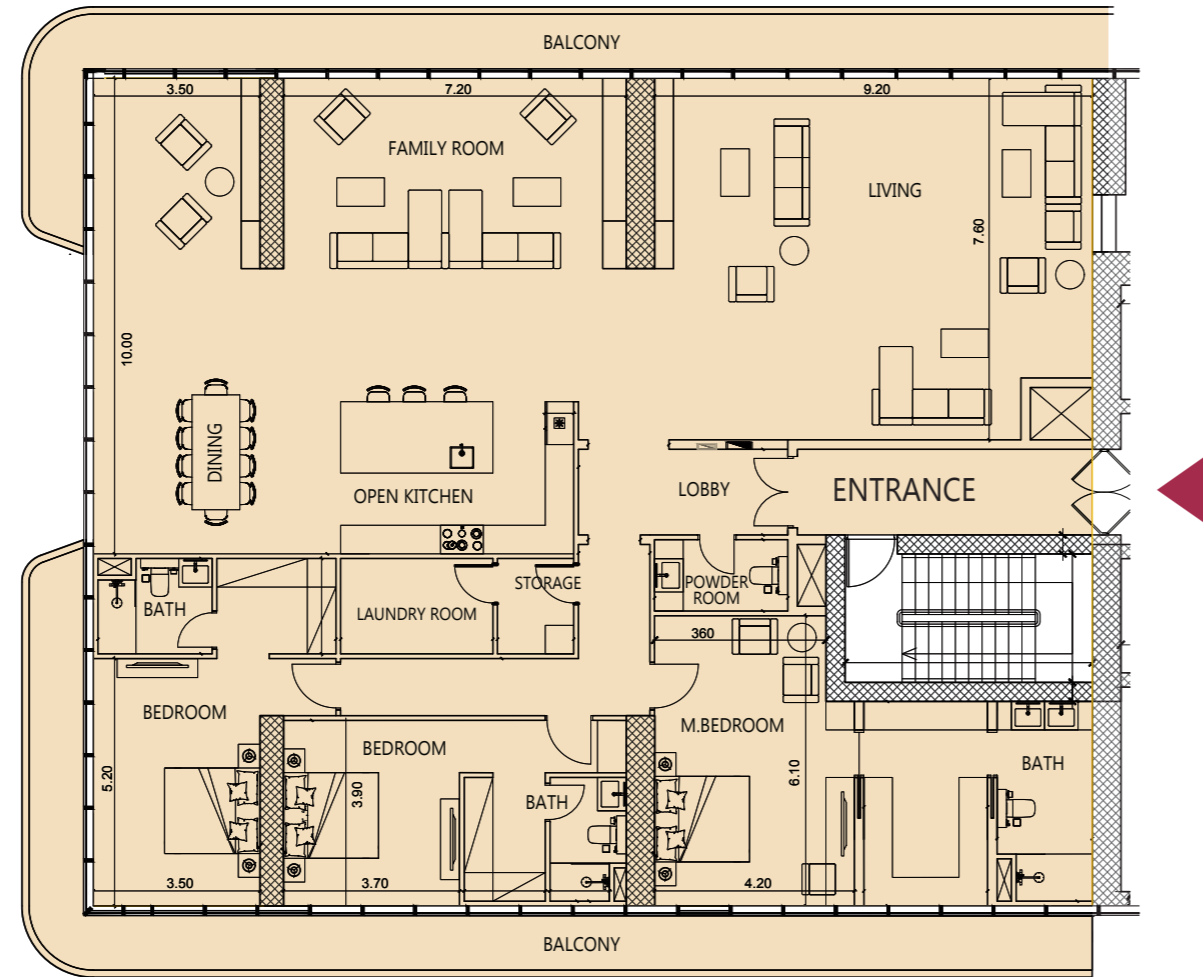 BALCONY
3.50
7.20
9.20
FAMILY ROOM
LIVING
7.60
10.00
DINING
OPEN KITCHEN
LOBBY
ENTRANCE
STORAGE
POWDER
ROOM
BATH
LAUNDRY ROOM
360
BEDROOM
M.BEDROOM
BEDROOM
BATH
5.20
3.90
BATH
6.10
3.50
3.70
4.20
BALCONY